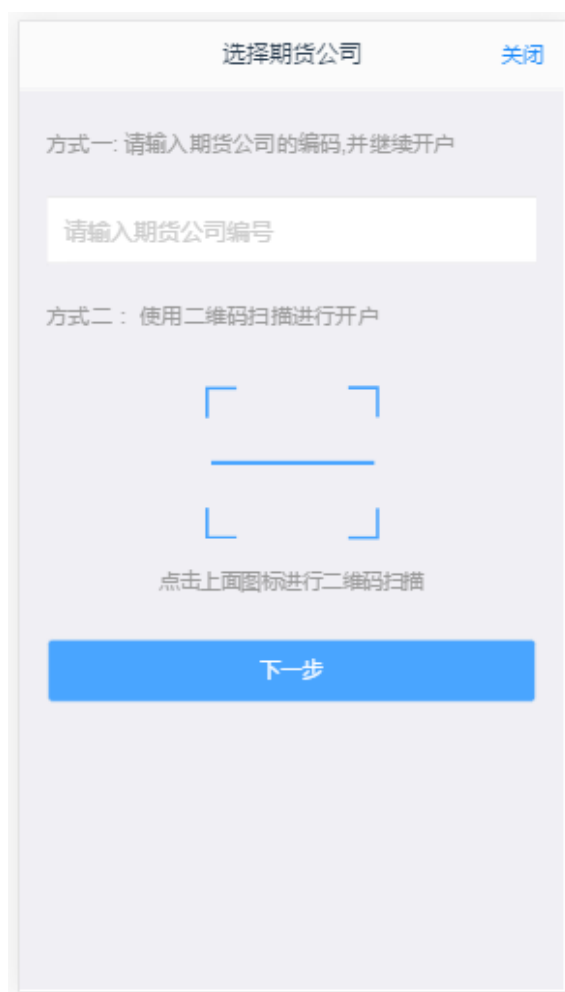 选择期货公司 关闭
方式一: 请输入期货公司的编码,并继续开户
请输入期货公司编号
方式二： 使用二维码扫描进行开户
点击上面图标进行二维码扫描
下一步